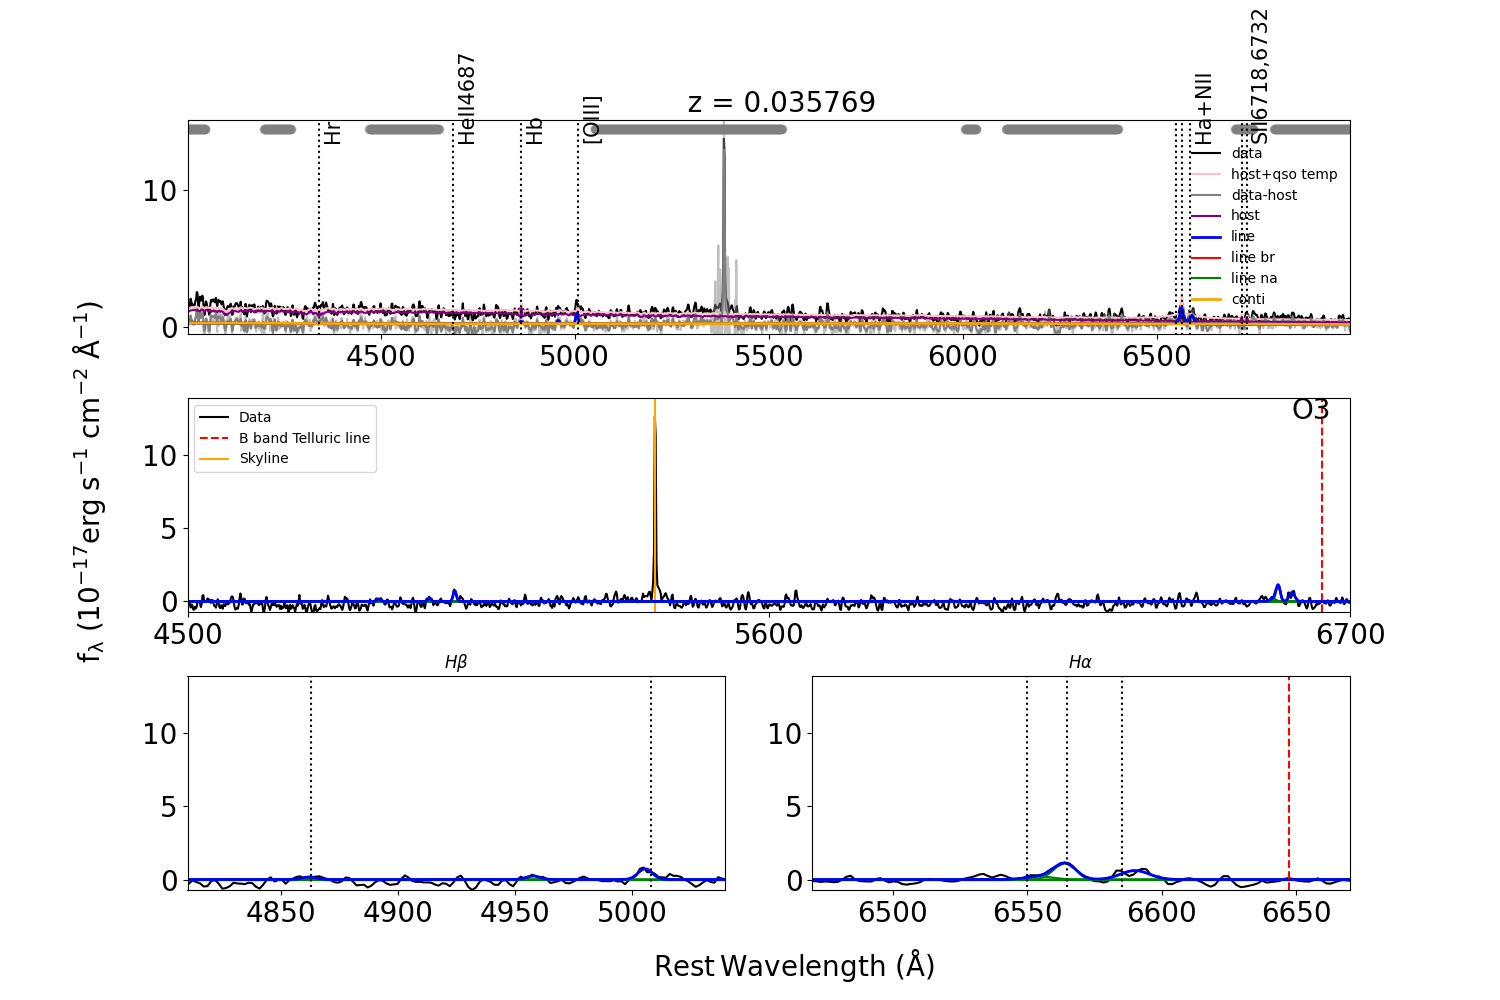 z = 0.035769
Hr
HeII4687
Hb
[OIII]
Ha+NII
SII6718,6732
data
host+qso temp
data-host
host
line
line br
line na
conti
10
0
4500
5000
5500
6000
6500
Data
B band Telluric line
Skyline
O3
10
5
0
4500
5600
6700
fλ (10−17erg s−1 cm−2 Å−1)
Hβ
10
5
0
4850
4900
4950
5000
Hα
10
5
0
6500
6550
6600
6650
Rest Wavelength (Å)